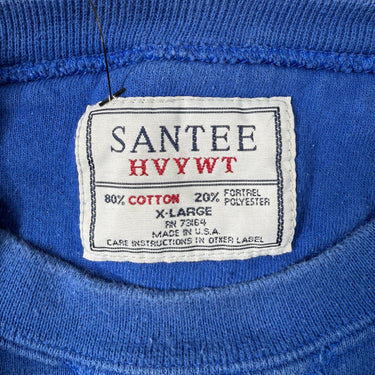 SANTEE
HVYWT
80% COTTON 20% FORTREL POLYESTER
X-LARGE
RN 73164
MADE IN U.S.A.
CARE INSTRUCTIONS IN OTHER LABEL